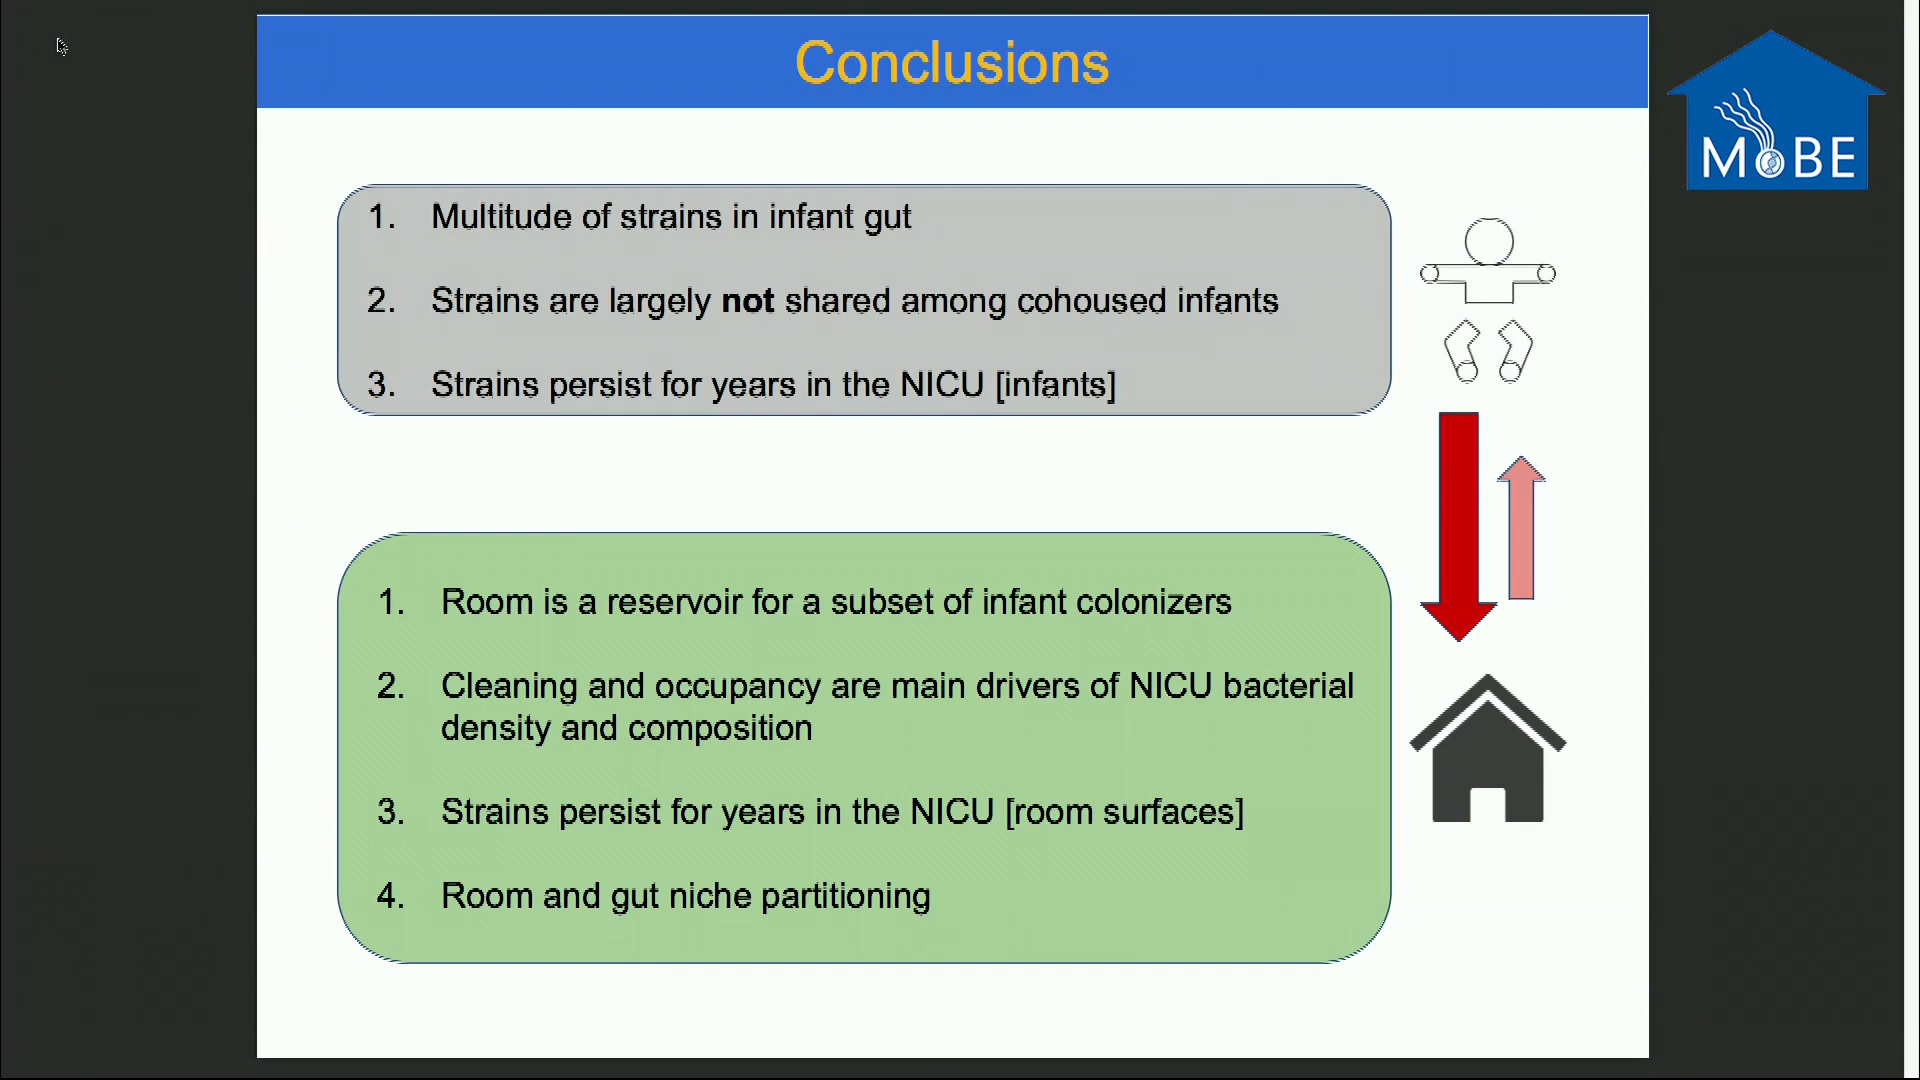 Conclusions
MoBE
1. Multitude of strains in infant gut
2. Strains are largely not shared among cohoused infants
3. Strains persist for years in the NICU [infants]
1. Room is a reservoir for a subset of infant colonizers
2. Cleaning and occupancy are main drivers of NICU bacterial
density and composition
3. Strains persist for years in the NICU [room surfaces]
4. Room and gut niche partitioning